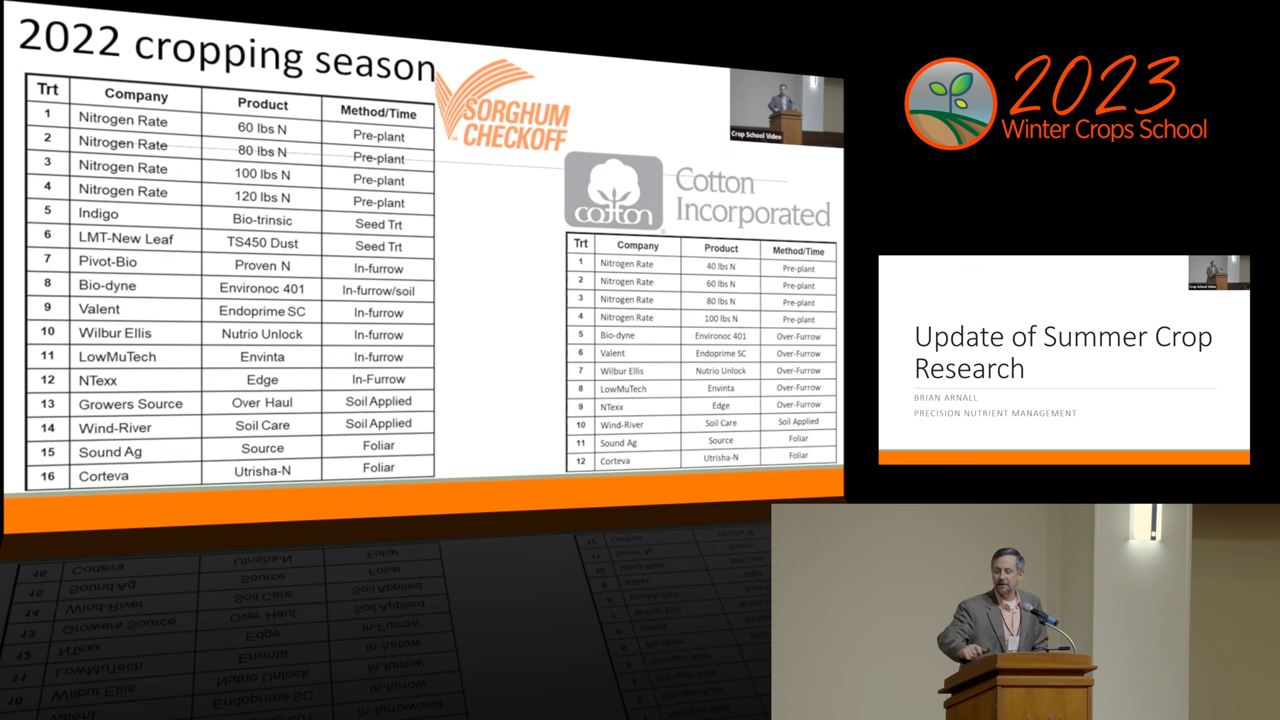 2022 cropping season
Trt Company Product Method/Time
1 Nitrogen Rate 60 lbs N Pre-plant
2 Nitrogen Rate 80 lbs N Pre-plant
3 Nitrogen Rate 100 lbs N Pre-plant
4 Nitrogen Rate 120 lbs N Pre-plant
5 Indigo Bio-trinsic Seed Trt
6 LMT-New Leaf TS450 Dust Seed Trt
7 Pivot-Bio Proven N In-furrow
8 Bio-dyne Environoc 401 In-furrow/soil
9 Valent Endoprime SC In-furrow
10 Wilbur Ellis Nutrio Unlock In-furrow
11 LowMuTech Envinta In-furrow
12 NTexx Edge In-Furrow
13 Growers Source Over Haul Soil Applied
14 Wind-River Soil Care Soil Applied
15 Sound Ag Source Foliar
16 Corteva Utrisha-N Foliar
SORGHUM
CHECKOFF
Crop School Video
cotton
Cotton
Incorporated
Trt Company Product Method/Time
1 Nitrogen Rate 40 lbs N Pre-plant
2 Nitrogen Rate 60 lbs N Pre-plant
3 Nitrogen Rate 80 lbs N Pre-plant
4 Nitrogen Rate 100 lbs N Pre-plant
5 Bio-dyne Environoc 401 Over-Furrow
6 Valent Endoprime SC Over-Furrow
7 Wilbur Ellis Nutrio Unlock Over-Furrow
8 LowMuTech Envinta Over-Furrow
9 NTexx Edge Over-Furrow
10 Wind-River Soil Care Soil Applied
11 Sound Ag Source Foliar
12 Corteva Utrisha-N Foliar
2023
Winter Crops School
Crop School Video
Update of Summer Crop
Research
BRIAN ARNALL
PRECISION NUTRIENT MANAGEMENT